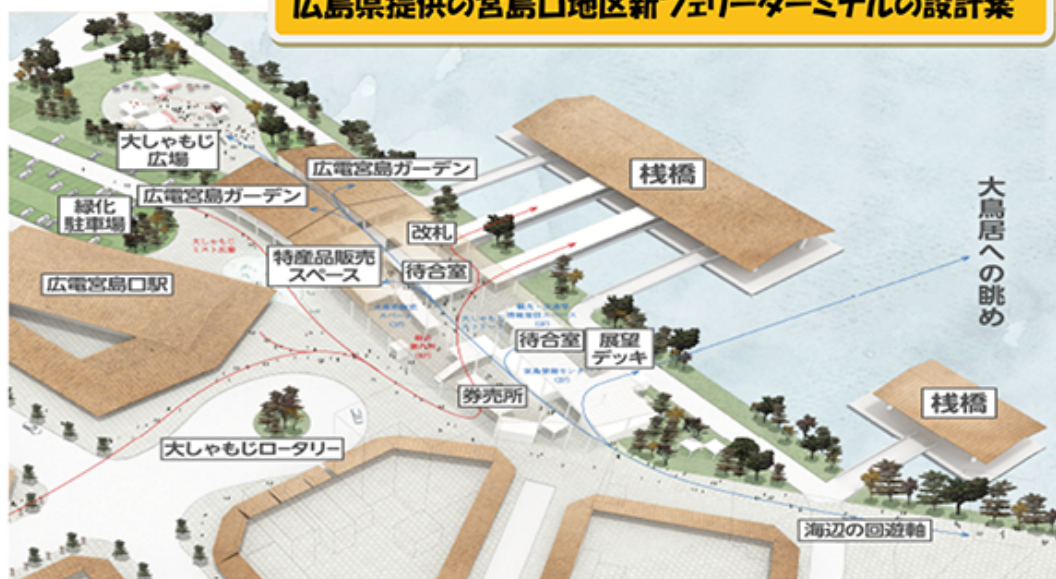 広島県提供の宮島口地区新フェリーターミナルの設計案
大しゃもじ
広場
広電宮島ガーデン
桟橋
広電宮島ガーデン
緑化
駐車場
改札
大鳥居への眺め
特産品販売
スペース
待合室
広電宮島口駅
待合室
展望
デッキ
券売所
桟橋
大しゃもじロータリー
海辺の回遊軸